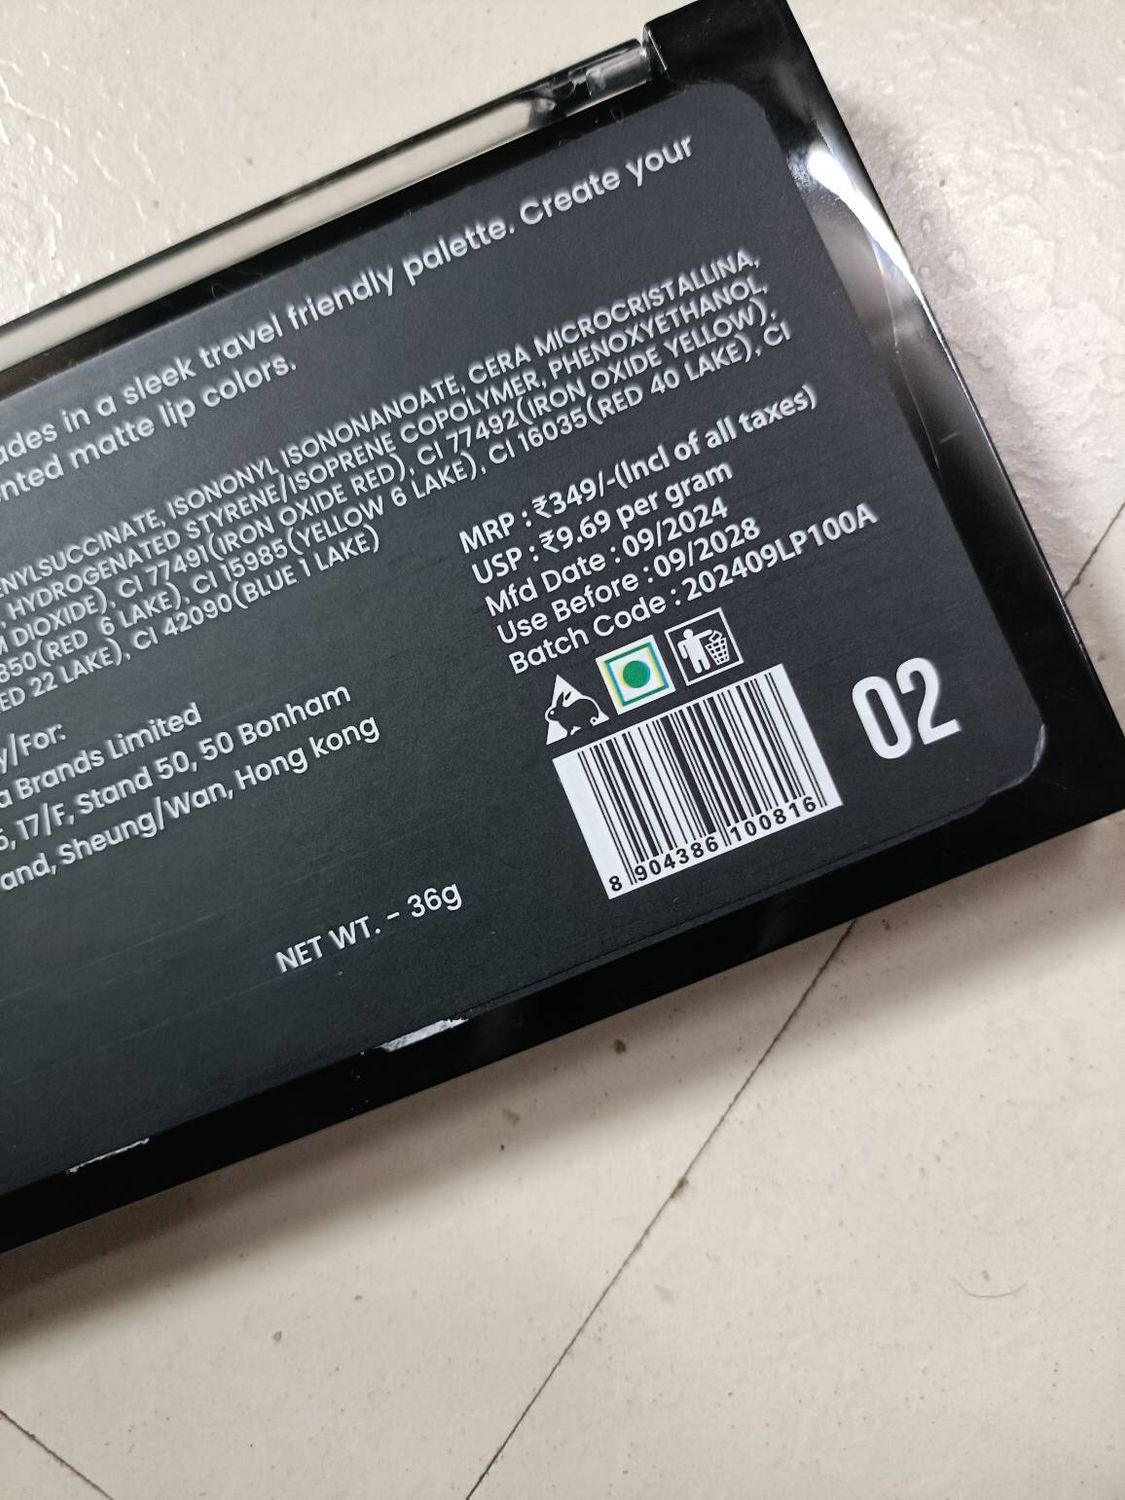 ades in a sleek travel friendly palette. Create your
nted matte lip colors.
ENYLSUCCINATE, ISONONYL ISONONANOATE, CERA MICROCRISTALLINA,
, HYDROGENATED STYRENE/ISOPRENE COPOLYMER, PHENOXYETHANOL,
M DIOXIDE), CI 77491(IRON OXIDE RED), CI 77492(IRON OXIDE YELLOW),
850(RED 6 LAKE), CI 15985(YELLOW 6 LAKE), CI 16035(RED 40 LAKE), CI
ED 22 LAKE), CI 42090(BLUE 1 LAKE)
MRP : ₹349/-(Incl of all taxes)
USP : ₹9.69 per gram
Mfd Date : 09/2024
Use Before : 09/2028
Batch Code : 202409LP100A
y/For:
a Brands Limited
5, 17/F, Stand 50, 50 Bonham
and, Sheung/Wan, Hong kong
NET WT. - 36g
8 904386 100816
02